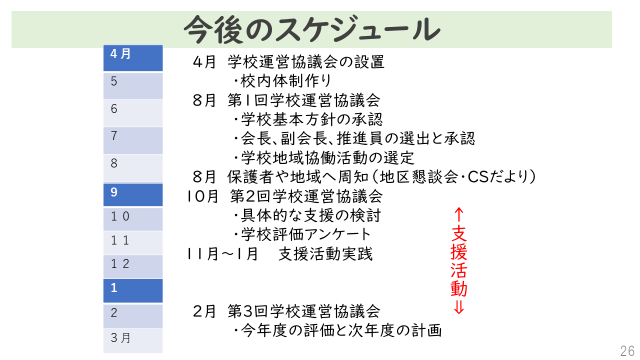 今後のスケジュール
4月
5
6
7
8
9
10
11
12
1
2
3月
4月 学校運営協議会の設置
・校内体制作り
8月 第1回学校運営協議会
・学校基本方針の承認
・会長、副会長、推進員の選出と承認
・学校地域協働活動の選定
8月 保護者や地域へ周知（地区懇談会・CSだより）
10月 第2回学校運営協議会
・具体的な支援の検討
・学校評価アンケート
11月～1月 支援活動実践
2月 第3回学校運営協議会
・今年度の評価と次年度の計画
↑支援活動⇓
26